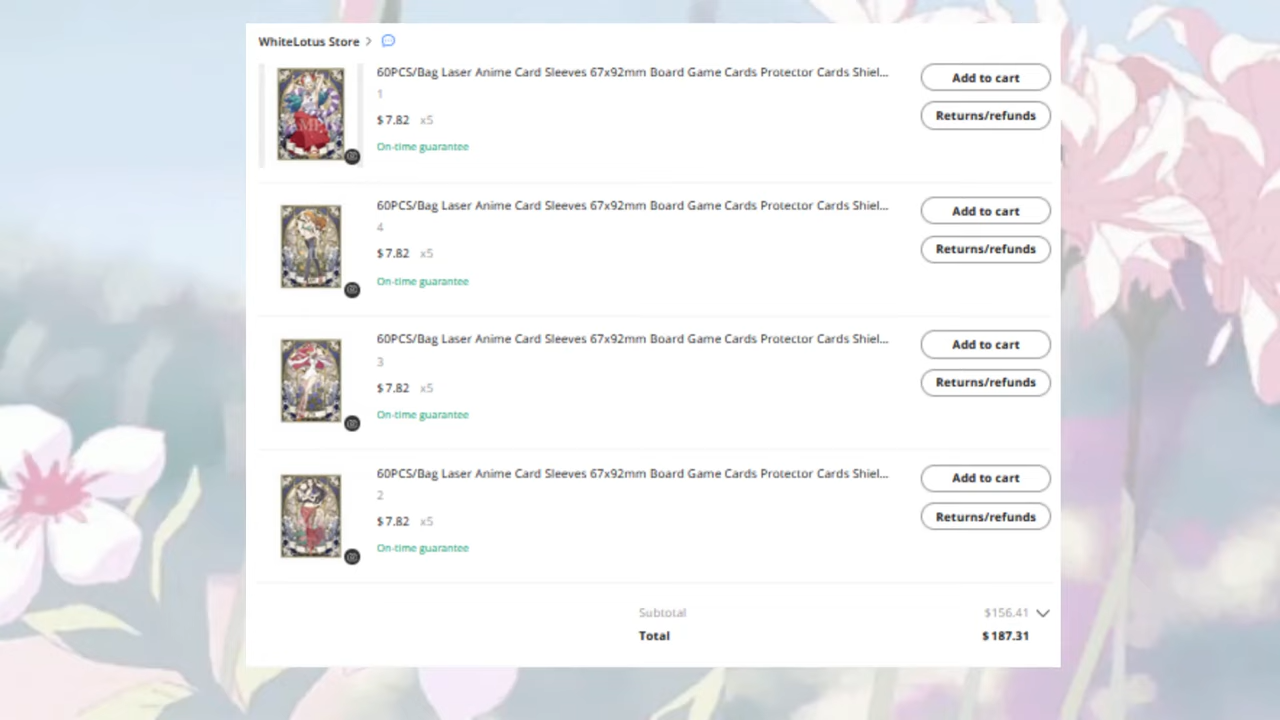 WhiteLotus Store
60PCS/Bag Laser Anime Card Sleeves 67x92mm Board Game Cards Protector Cards Shiel...
1
$7.82 x5
On-time guarantee
Add to cart
Returns/refunds
60PCS/Bag Laser Anime Card Sleeves 67x92mm Board Game Cards Protector Cards Shiel...
4
$7.82 x5
On-time guarantee
Add to cart
Returns/refunds
60PCS/Bag Laser Anime Card Sleeves 67x92mm Board Game Cards Protector Cards Shiel...
3
$7.82 x5
On-time guarantee
Add to cart
Returns/refunds
60PCS/Bag Laser Anime Card Sleeves 67x92mm Board Game Cards Protector Cards Shiel...
2
$7.82 x5
On-time guarantee
Add to cart
Returns/refunds
Subtotal $156.41
Total $187.31